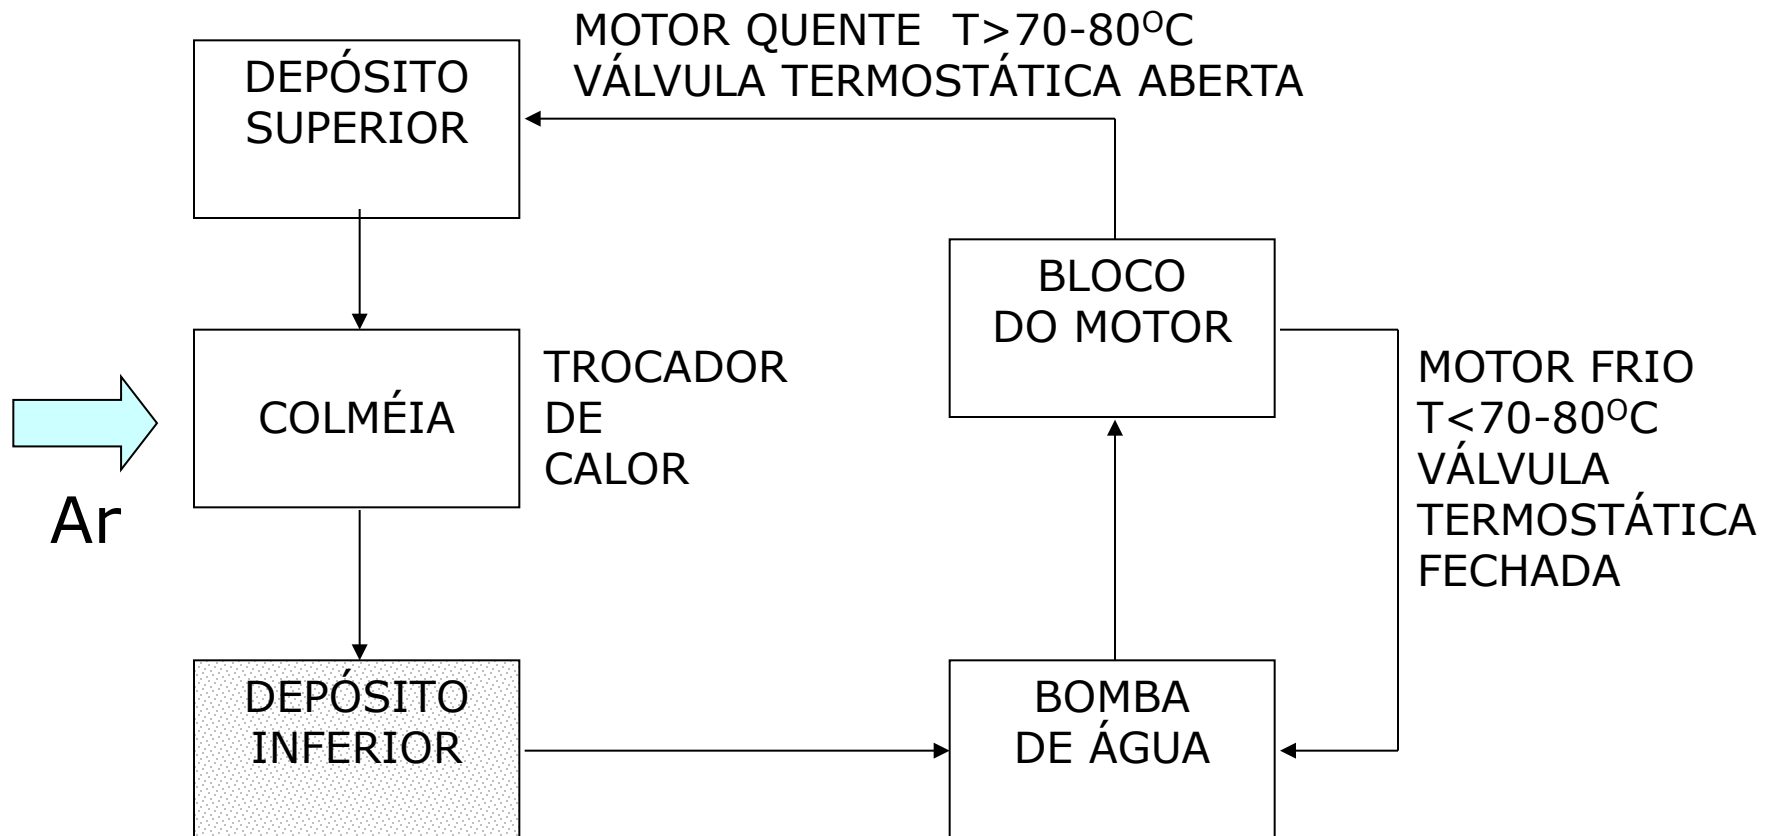 MOTOR QUENTE  T>70-80ᴼC
VÁLVULA TERMOSTÁTICA ABERTA
DEPÓSITO
SUPERIOR
BLOCO
DO MOTOR
TROCADOR
DE
CALOR
COLMÉIA
MOTOR FRIO
T<70-80ᴼC
VÁLVULA
TERMOSTÁTICA
FECHADA
Ar
DEPÓSITO
INFERIOR
BOMBA
DE ÁGUA